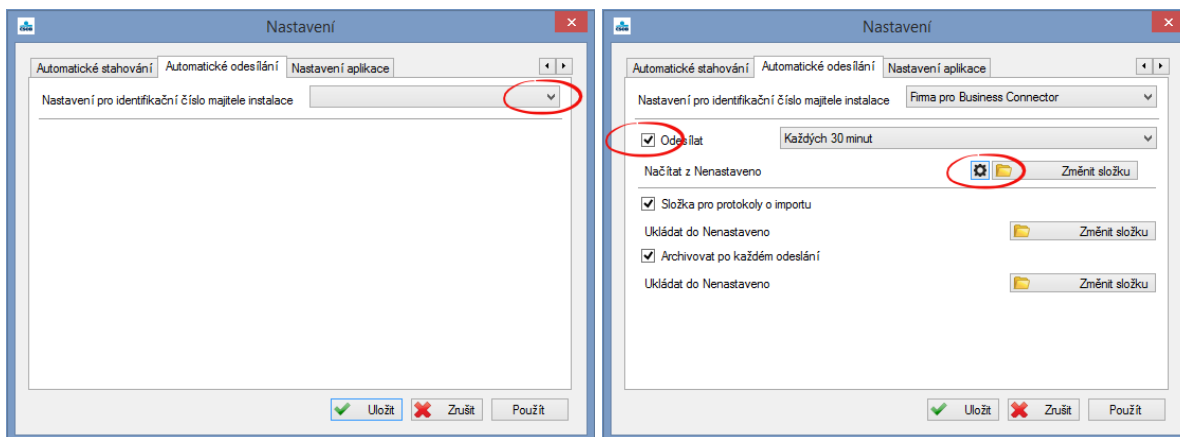 Nastavení
Automatické stahování Automatické odesílání Nastavení aplikace
Nastavení pro identifikační číslo majitele instalace
Uložit Zrušit Použít
Nastavení
Automatické stahování Automatické odesílání Nastavení aplikace
Nastavení pro identifikační číslo majitele instalace Firma pro Business Connector
Odesílat Každých 30 minut
Načítat z Nenastaveno Změnit složku
Složka pro protokoly o importu
Ukládat do Nenastaveno Změnit složku
Archivovat po každém odeslání
Ukládat do Nenastaveno Změnit složku
Uložit Zrušit Použít